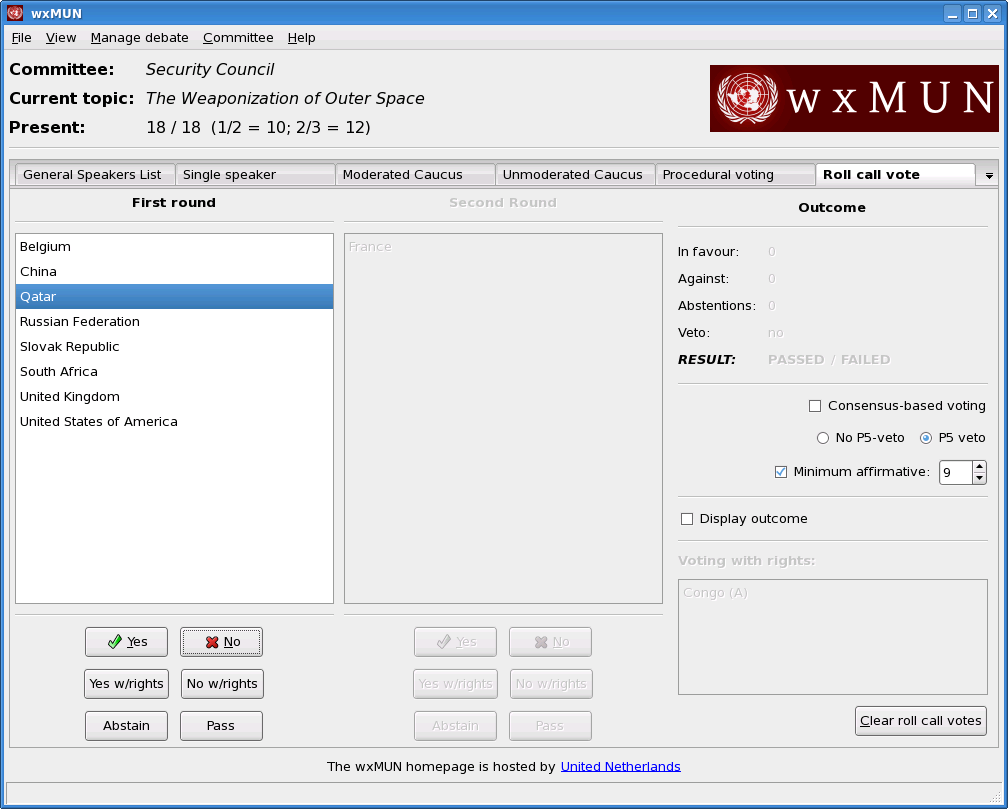 wxMUN
File View Manage debate Committee Help
Committee: Security Council
Current topic: The Weaponization of Outer Space
Present: 18 / 18 (1/2 = 10; 2/3 = 12)
wxMUN
General Speakers List Single speaker Moderated Caucus Unmoderated Caucus Procedural voting Roll call vote
First round
Belgium
China
Qatar
Russian Federation
Slovak Republic
South Africa
United Kingdom
United States of America
Yes No
Yes w/rights No w/rights
Abstain Pass
Second Round
France
Yes No
Yes w/rights No w/rights
Abstain Pass
Outcome
In favour: 0
Against: 0
Abstentions: 0
Veto: no
RESULT: PASSED / FAILED
Consensus-based voting
No P5-veto P5 veto
Minimum affirmative: 9
Display outcome
Voting with rights:
Congo (A)
Clear roll call votes
The wxMUN homepage is hosted by United Netherlands